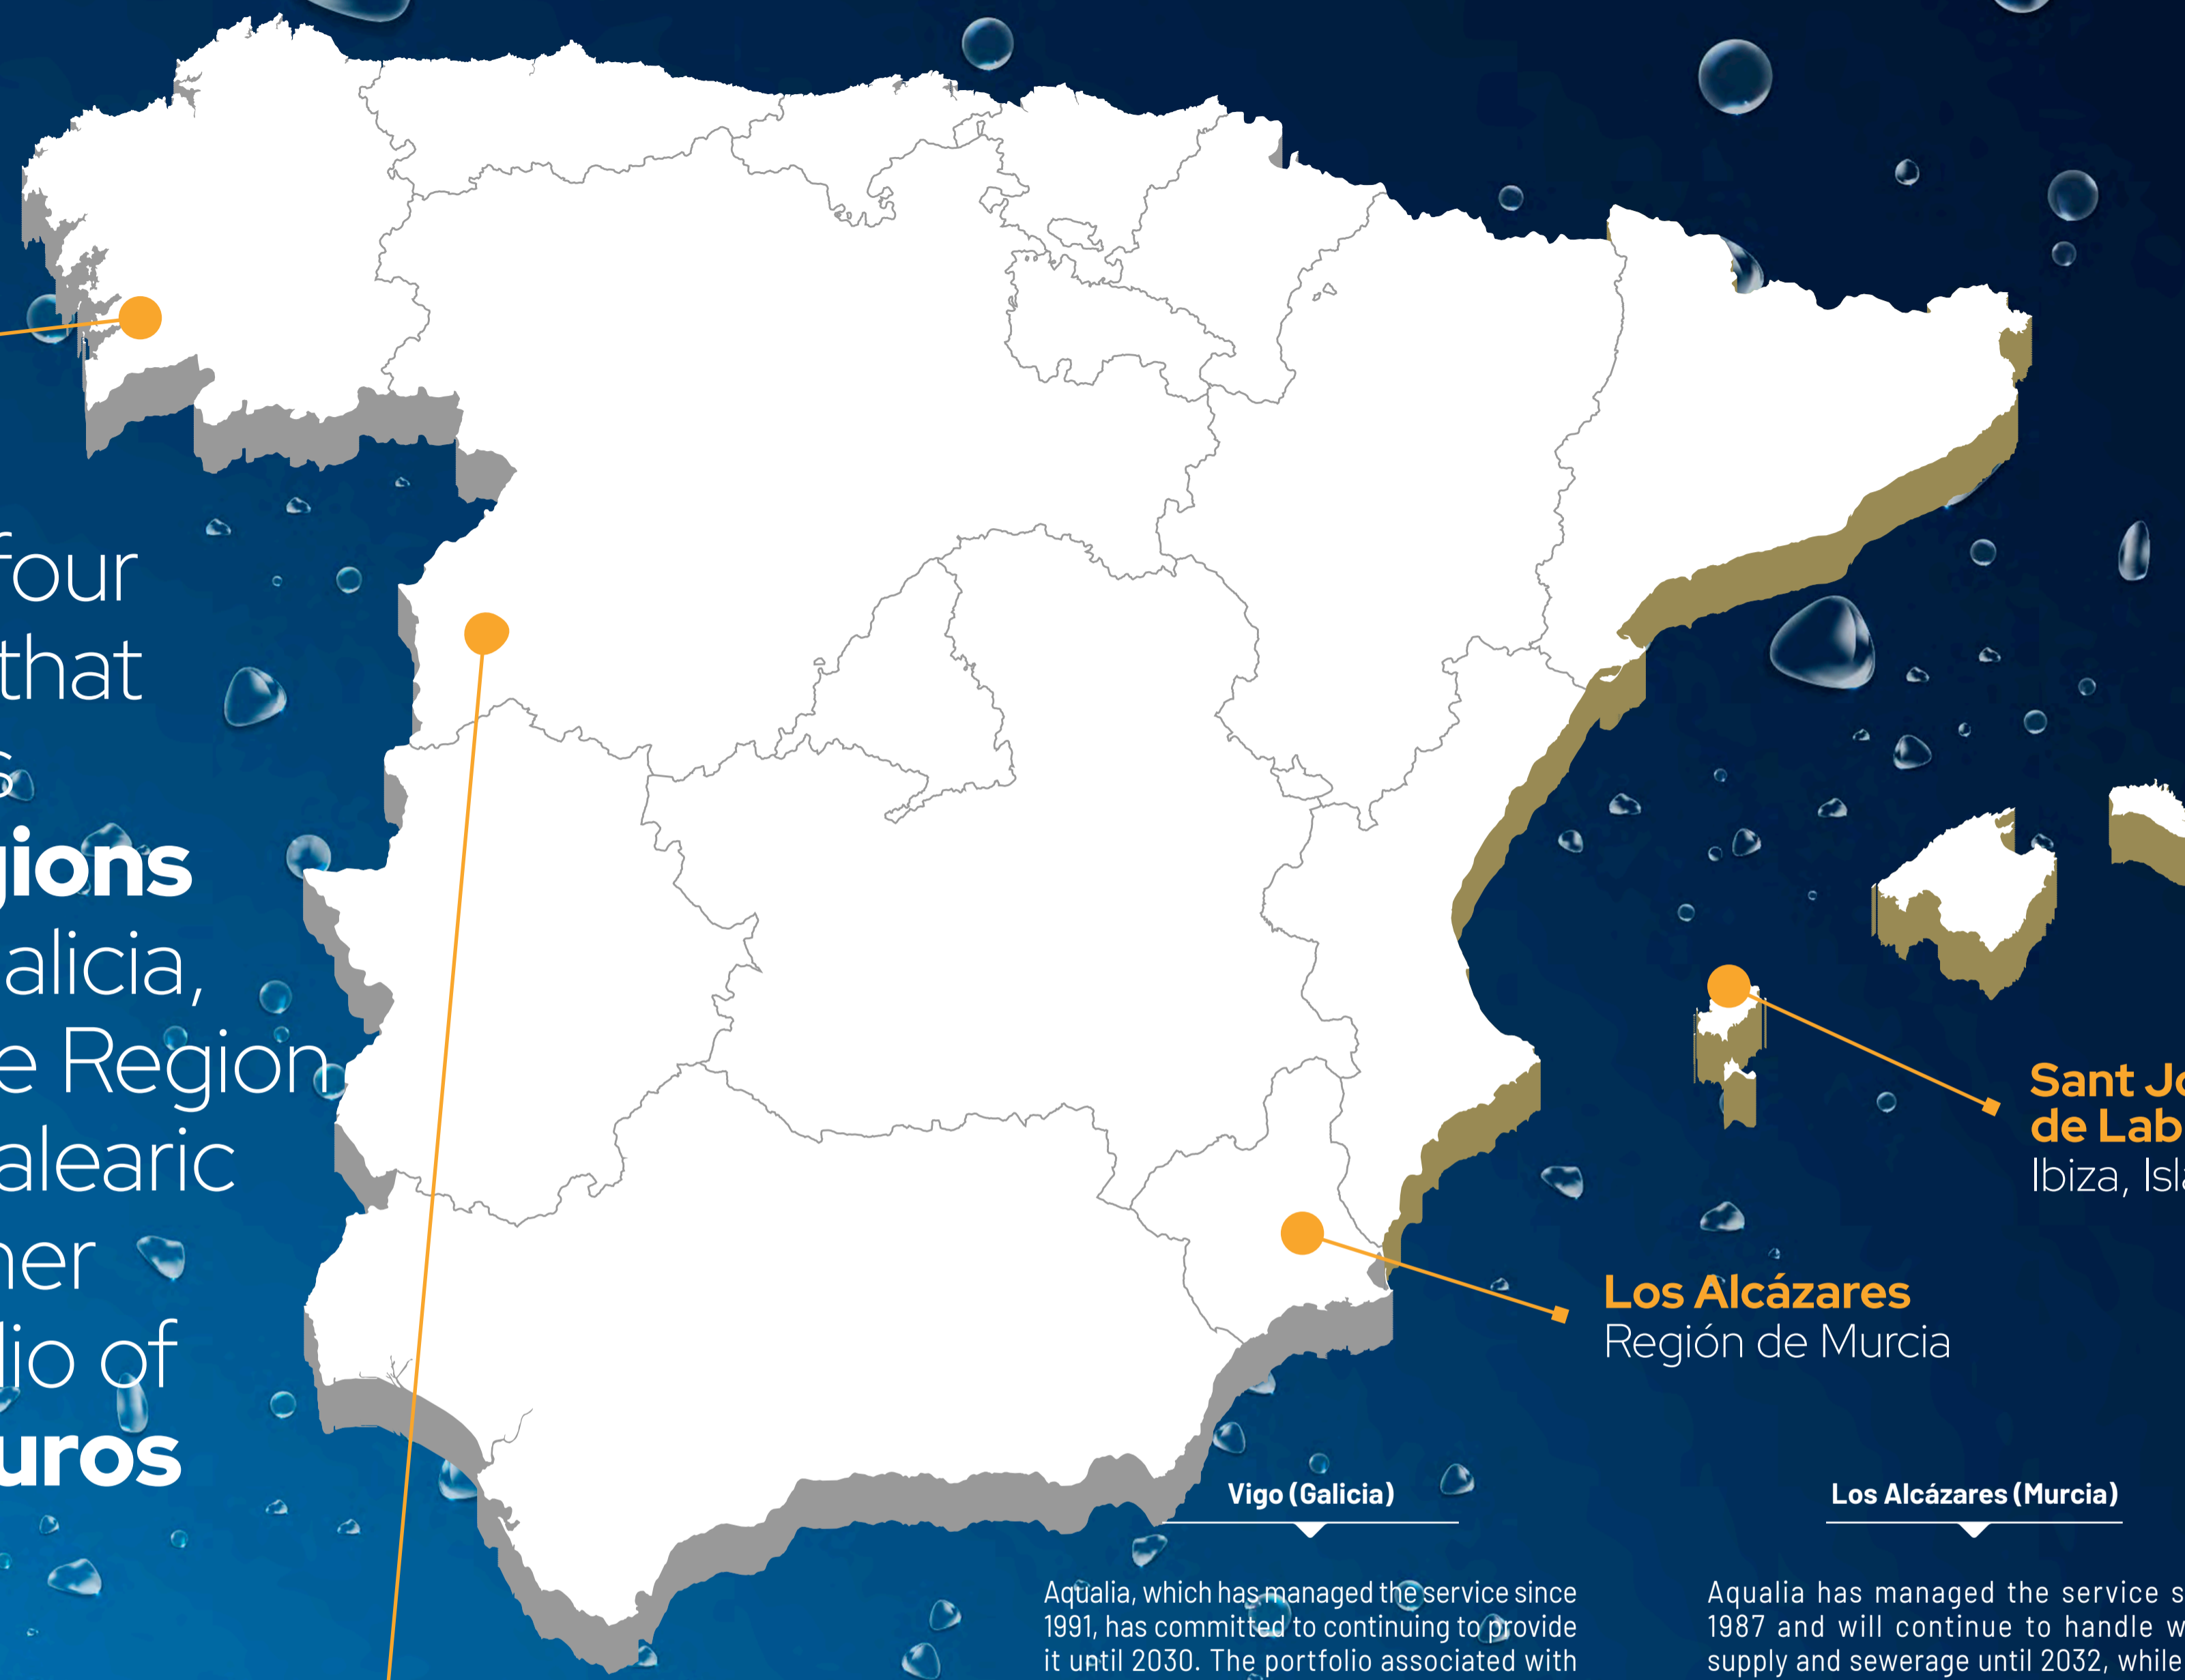 four
that
s
gions
alicia,
e Region
alearic
ner
lio of
uros
Sant Jo
de Lab
Ibiza, Isla
Los Alcázares
Región de Murcia
Vigo (Galicia)
Aqualia, which has managed the service since
1991, has committed to continuing to provide
it until 2030. The portfolio associated with
Los Alcázares (Murcia)
Aqualia has managed the service s
1987 and will continue to handle w
supply and sewerage until 2032, while